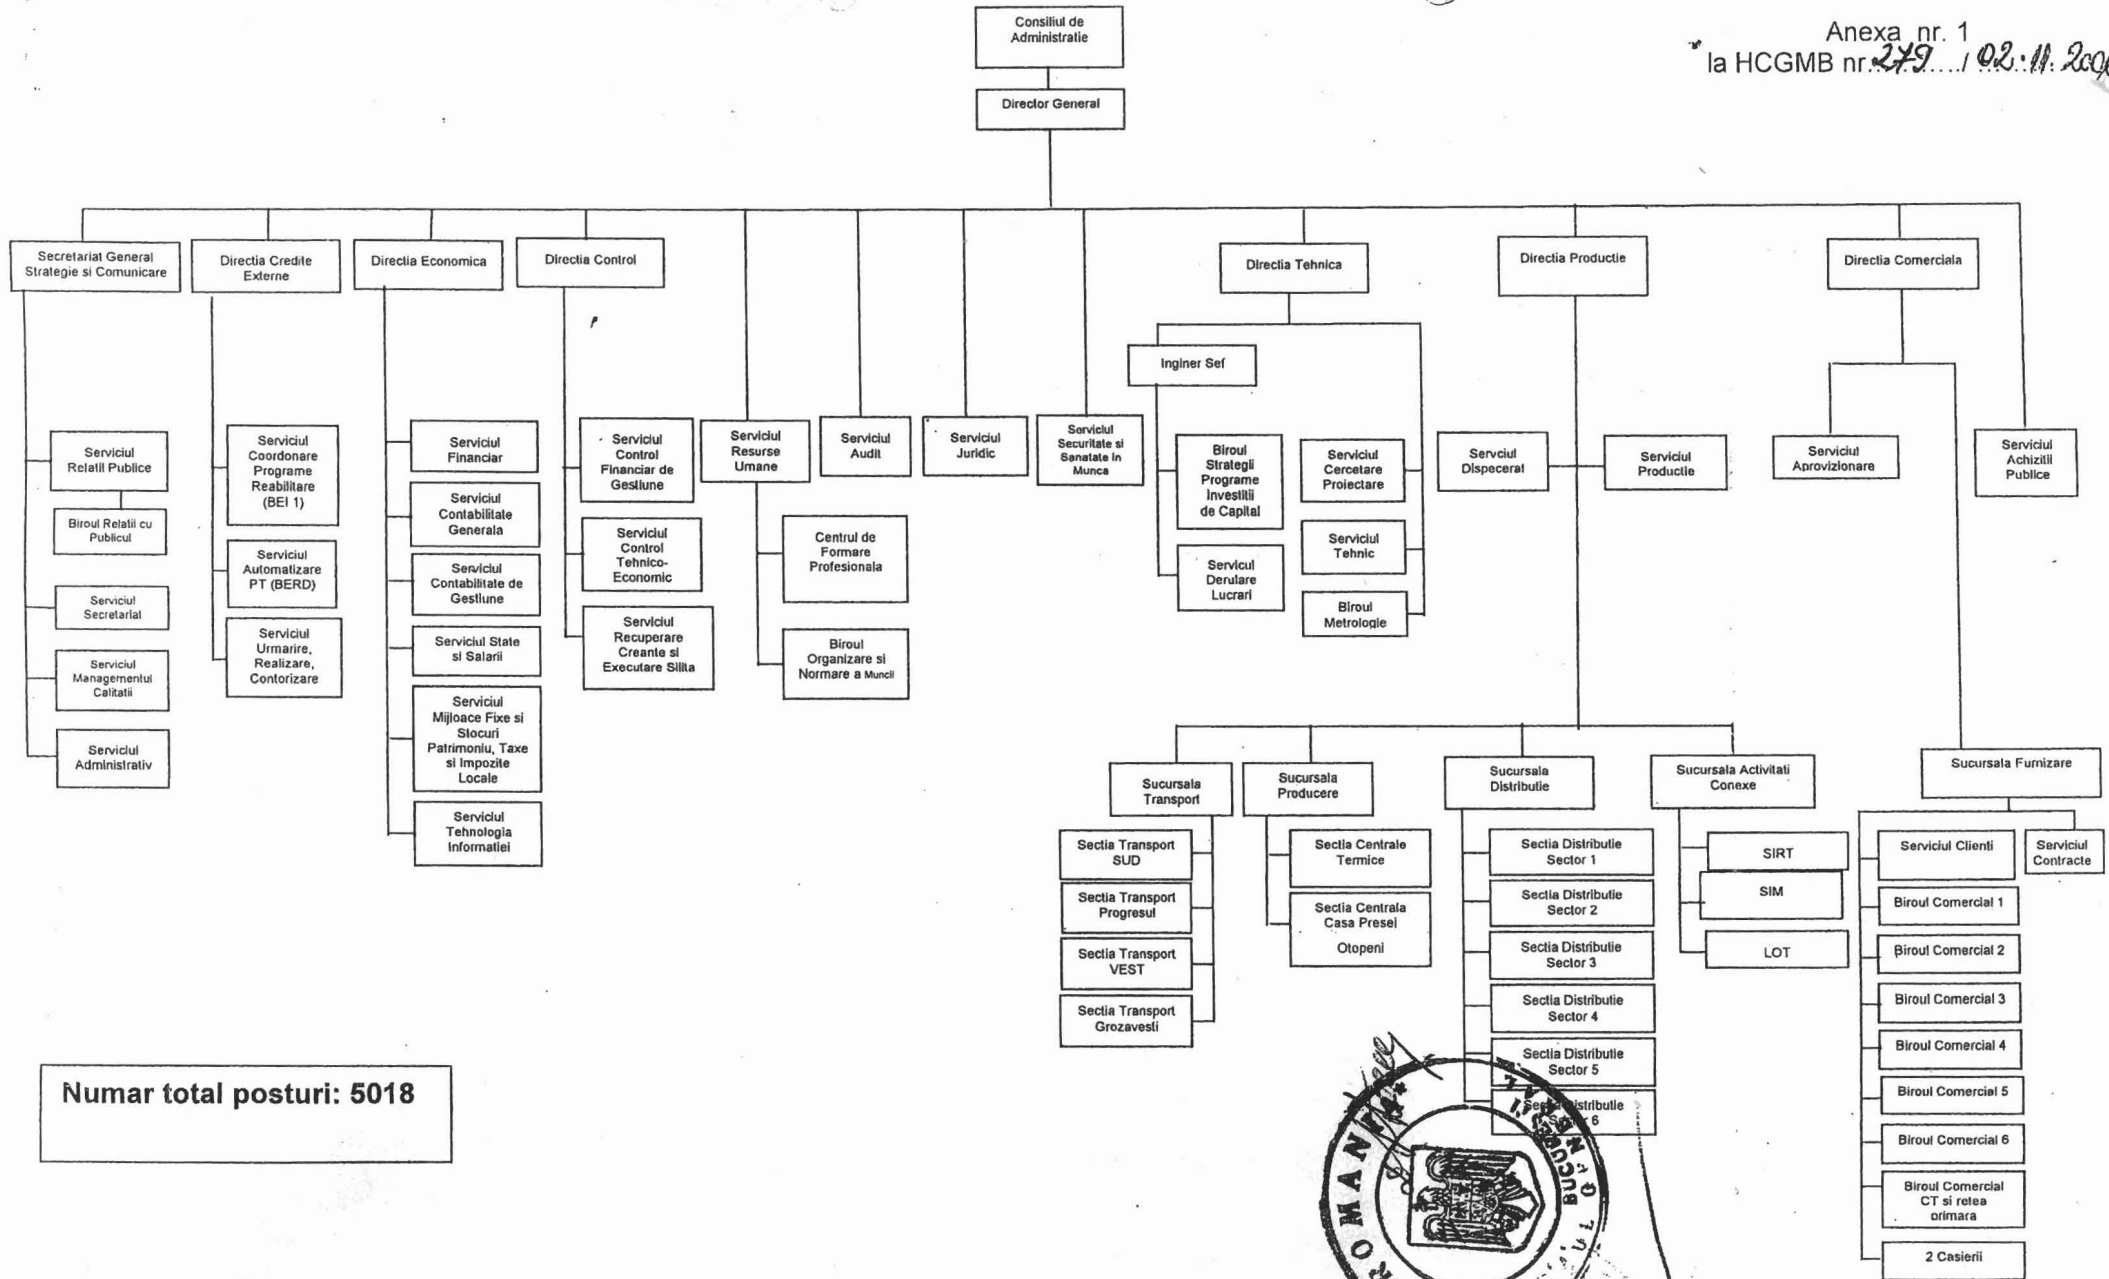 Consiliul de
Administratie
Anexa nr. 1
la HCGMB nr. 279 / 02.11.
Director General
Secretariat General
Strategie si Comunicare
Directia Credite
Externe
Directia Economica
Directia Control
Directia Tehnica
Directia Productie
Directia Comerciala
Inginer Sef
Serviciul
Relatii Publice
Biroul Relatii cu
Publicul
Serviciul
Secretariat
Serviciul
Managementul
Calitatii
Serviciul
Administrativ
Serviciul
Coordonare
Programe
Reabilitare
(BEI 1)
Serviciul
Automatizare
PT (BERD)
Serviciul
Urmarire,
Realizare,
Contorizare
Serviciul
Financiar
Serviciul
Contabilitate
Generala
Serviciul
Contabilitate de
Gestiune
Serviciul State
si Salarii
Serviciul
Mijloace Fixe si
Stocuri
Patrimoniu, Taxe
si Impozite
Locale
Serviciul
Tehnologia
Informatiei
Serviciul
Control
Financiar de
Gestiune
Serviciul
Control
Tehnico-
Economic
Serviciul
Recuperare
Creante si
Executare Silita
Serviciul
Resurse
Umane
Centrul de
Formare
Profesionala
Biroul
Organizare si
Normare a Muncii
Serviciul
Audit
Serviciul
Juridic
Serviciul
Securitate si
Sanatate in
Munca
Biroul
Strategii
Programe
Investitii
de Capital
Servicul
Derulare
Lucrari
Serviciul
Cercetare
Proiectare
Serviciul
Tehnic
Biroul
Metrologie
Servciul
Dispecerat
Serviciul
Productie
Serviciul
Aprovizionare
Serviciul
Achizitii
Publice
Sucursala
Transport
Sectia Transport
SUD
Sectia Transport
Progresul
Sectia Transport
VEST
Sectia Transport
Grozavesti
Sucursala
Producere
Sectia Centrale
Termice
Sectia Centrala
Casa Presei
Otopeni
Sucursala
Distributie
Sectia Distributie
Sector 1
Sectia Distributie
Sector 2
Sectia Distributie
Sector 3
Sectia Distributie
Sector 4
Sectia Distributie
Sector 5
Sectia Distributie
Sector 6
Sucursala Activitati
Conexe
SIRT
SIM
LOT
Sucursala Furnizare
Serviciul Clienti
Serviciul
Contracte
Biroul Comercial 1
Biroul Comercial 2
Biroul Comercial 3
Biroul Comercial 4
Biroul Comercial 5
Biroul Comercial 6
Biroul Comercial
CT si retea
primara
2 Casierii
Numar total posturi: 5018
ROMANIA
BUCURESTI